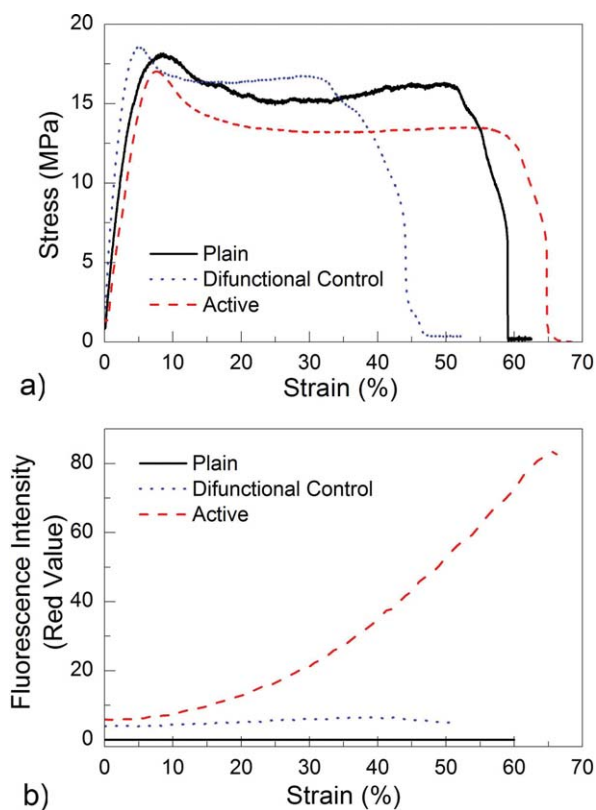 20
15
10
5
0
Stress (MPa)
Plain
Difunctional Control
Active
0 10 20 30 40 50 60 70
Strain (%)
a)
80
60
40
20
0
Fluorescence Intensity
(Red Value)
Plain
Difunctional Control
Active
0 10 20 30 40 50 60 70
Strain (%)
b)